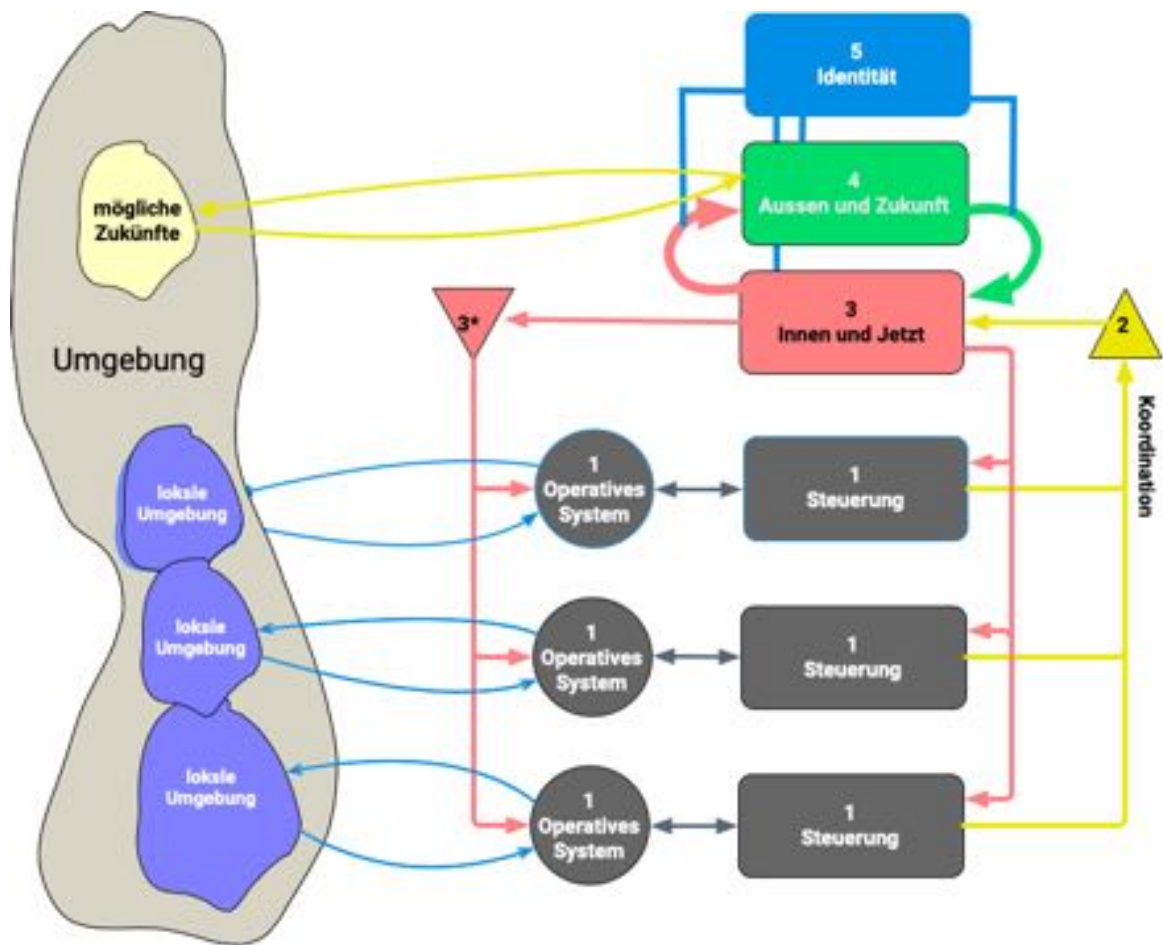 5
Identität
4
Aussen und Zukunft
mögliche
Zukünfte
3
Innen und Jetzt
3*
2
Umgebung
Koordination
loksle
Umgebung
1
Operatives
System
1
Steuerung
loksle
Umgebung
1
Operatives
System
1
Steuerung
loksle
Umgebung
1
Operatives
System
1
Steuerung